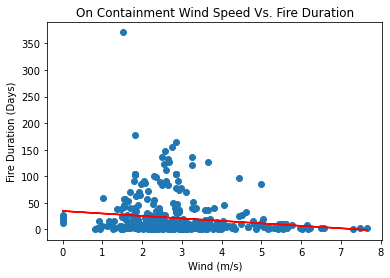 On Containment Wind Speed Vs. Fire Duration
Fire Duration (Days)
350
300
250
200
150
100
50
0
0 1 2 3 4 5 6 7 8
Wind (m/s)